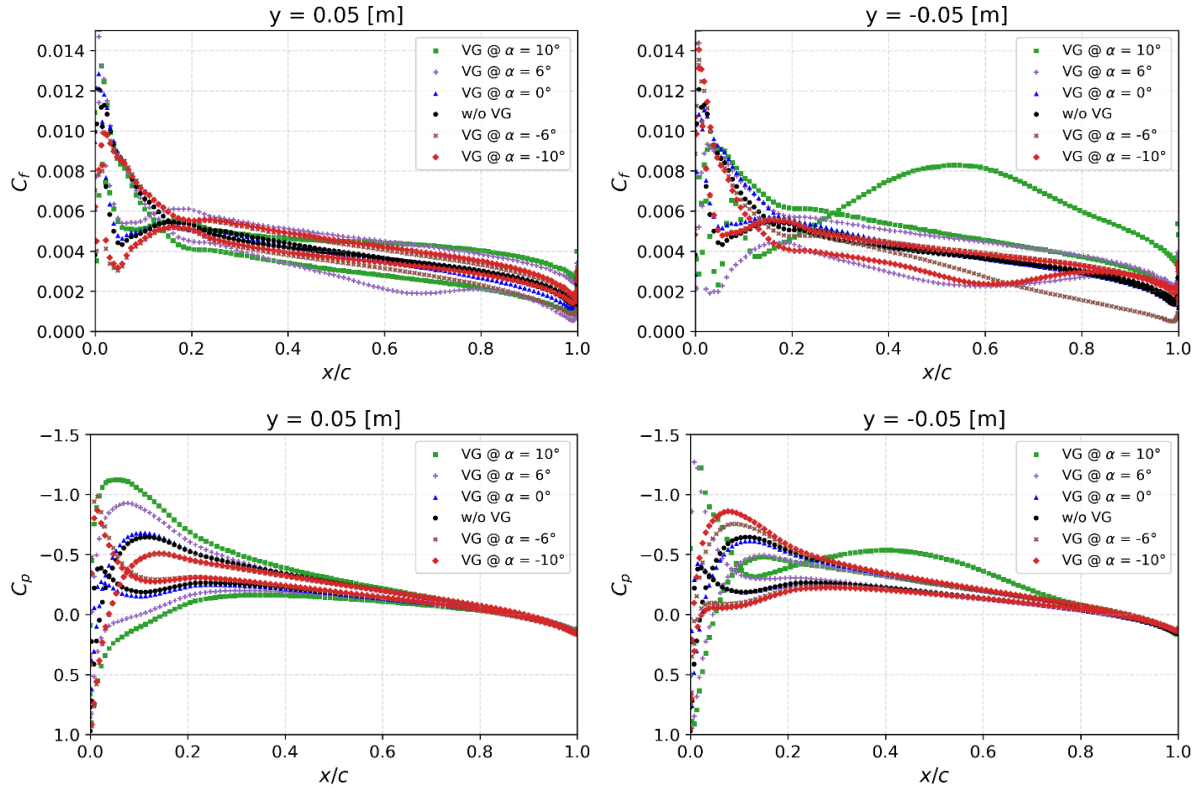 y = 0.05 [m]
0.014
0.012
0.010
0.008
0.006
0.004
0.002
0.000
C_f
VG @ α = 10°
VG @ α = 6°
VG @ α = 0°
w/o VG
VG @ α = -6°
VG @ α = -10°
0.0 0.2 0.4 0.6 0.8 1.0
x/c
y = -0.05 [m]
0.014
0.012
0.010
0.008
0.006
0.004
0.002
0.000
C_f
VG @ α = 10°
VG @ α = 6°
VG @ α = 0°
w/o VG
VG @ α = -6°
VG @ α = -10°
0.0 0.2 0.4 0.6 0.8 1.0
x/c
y = 0.05 [m]
−1.5
−1.0
−0.5
0.0
0.5
1.0
C_p
VG @ α = 10°
VG @ α = 6°
VG @ α = 0°
w/o VG
VG @ α = -6°
VG @ α = -10°
0.0 0.2 0.4 0.6 0.8 1.0
x/c
y = -0.05 [m]
−1.5
−1.0
−0.5
0.0
0.5
1.0
C_p
VG @ α = 10°
VG @ α = 6°
VG @ α = 0°
w/o VG
VG @ α = -6°
VG @ α = -10°
0.0 0.2 0.4 0.6 0.8 1.0
x/c